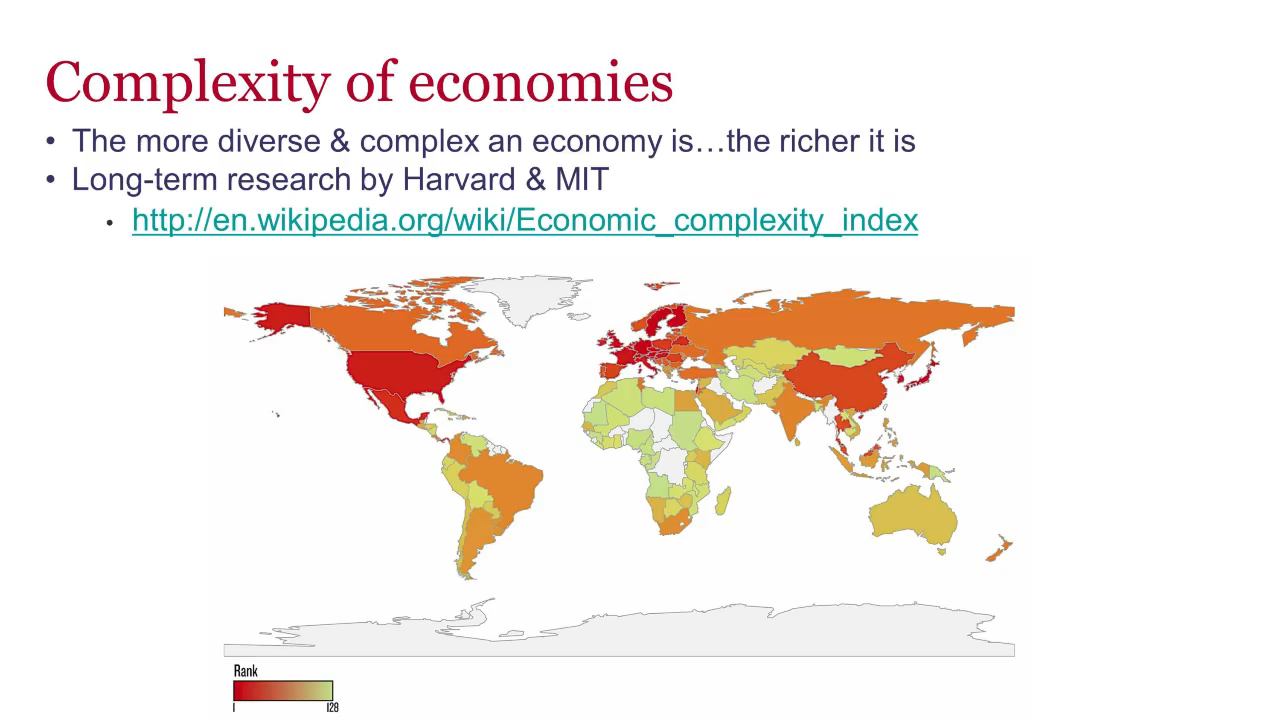 Complexity of economies
• The more diverse & complex an economy is…the richer it is
• Long-term research by Harvard & MIT
• http://en.wikipedia.org/wiki/Economic_complexity_index
Rank
1 128